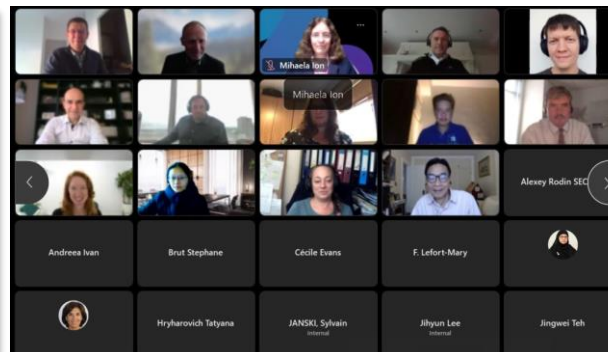 Mihaela Ion
Mihaela Ion
Alexey Rodin SEC
Andreea Ivan
Brut Stephane
Cécile Evans
F. Lefort-Mary
Hryharovich Tatyana
JANSKI, Sylvain
Internal
Jihyun Lee
Internal
Jingwei Teh